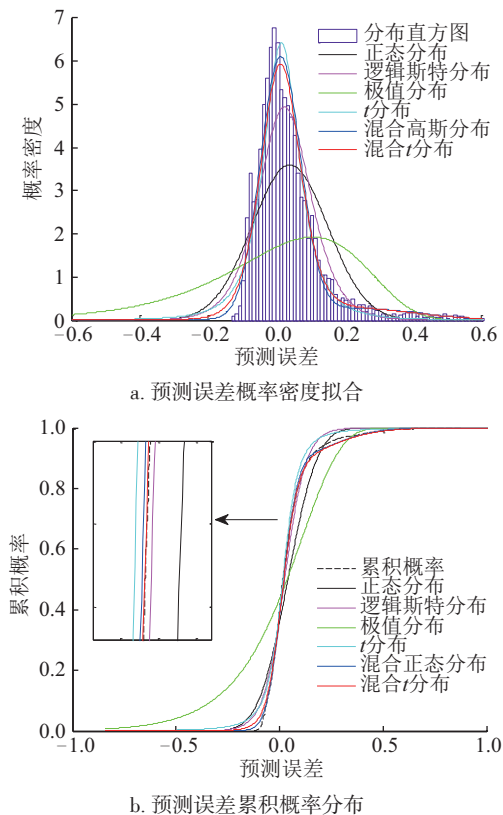 7
6
5
4
3
2
1
0
概率密度
分布直方图
正态分布
逻辑斯特分布
极值分布
t分布
混合高斯分布
混合t分布
−0.6
−0.4
−0.2
0.0
0.2
0.4
0.6
预测误差
a. 预测误差概率密度拟合
1.0
0.8
0.6
0.4
0.2
0.0
累积概率
累积概率
正态分布
逻辑斯特分布
极值分布
t分布
混合正态分布
混合t分布
−1.0
−0.5
0.0
0.5
1.0
预测误差
b. 预测误差累积概率分布